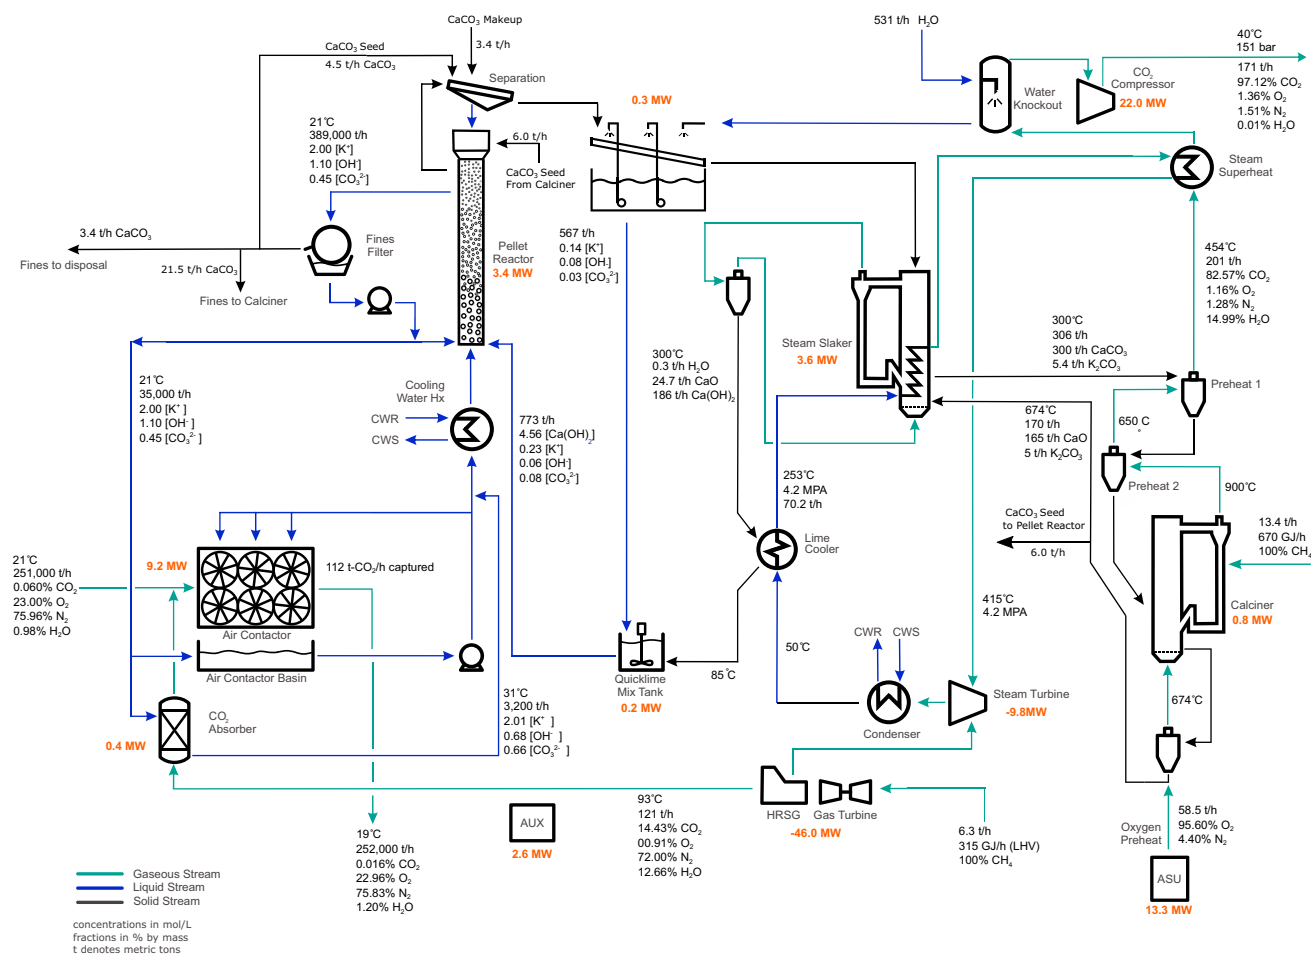 CaCO₃ Makeup
3.4 t/h
CaCO₃ Seed
4.5 t/h CaCO₃
Separation
531 t/h H₂O
40°C
151 bar
171 t/h
97.12% CO₂
1.36% O₂
1.51% N₂
0.01% H₂O
CO₂
Compressor
22.0 MW
Water
Knockout
0.3 MW
21°C
389,000 t/h
2.00 [K⁺]
1.10 [OH⁻]
0.45 [CO₃²⁻]
6.0 t/h
CaCO₃ Seed
From Calciner
Steam
Superheat
3.4 t/h CaCO₃
Fines to disposal
21.5 t/h CaCO₃
Fines to Calciner
Fines
Filter
Pellet
Reactor
3.4 MW
567 t/h
0.14 [K⁺]
0.08 [OH.]
0.03 [CO₃²⁻]
454°C
201 t/h
82.57% CO₂
1.16% O₂
1.28% N₂
14.99% H₂O
Steam Slaker
3.6 MW
300°C
306 t/h
300 t/h CaCO₃
5.4 t/h K₂CO₃
Preheat 1
300°C
0.3 t/h H₂O
24.7 t/h CaO
186 t/h Ca(OH)₂
21°C
35,000 t/h
2.00 [K⁺ ]
1.10 [OH⁻ ]
0.45 [CO₃²⁻ ]
Cooling
Water Hx
CWR
CWS
773 t/h
4.56 [Ca(OH)₂]
0.23 [K⁺]
0.06 [OH⁻]
0.08 [CO₃²⁻]
674°C
170 t/h
165 t/h CaO
5 t/h K₂CO₃
650 C
°
Preheat 2
900°C
253°C
4.2 MPA
70.2 t/h
CaCO₃ Seed
to Pellet Reactor
6.0 t/h
13.4 t/h
670 GJ/h
100% CH₄
Lime
Cooler
21°C
251,000 t/h
0.060% CO₂
23.00% O₂
75.96% N₂
0.98% H₂O
9.2 MW
112 t-CO₂/h captured
Air Contactor
Air Contactor Basin
415°C
4.2 MPA
Calciner
0.8 MW
CWR
CWS
50°C
85°C
Quicklime
Mix Tank
0.2 MW
Condenser
Steam Turbine
-9.8MW
674°C
CO₂
Absorber
0.4 MW
31°C
3,200 t/h
2.01 [K⁺ ]
0.68 [OH⁻ ]
0.66 [CO₃²⁻ ]
HRSG
Gas Turbine
-46.0 MW
93°C
121 t/h
14.43% CO₂
00.91% O₂
72.00% N₂
12.66% H₂O
6.3 t/h
315 GJ/h (LHV)
100% CH₄
Oxygen
Preheat
58.5 t/h
95.60% O₂
4.40% N₂
AUX
2.6 MW
19°C
252,000 t/h
0.016% CO₂
22.96% O₂
75.83% N₂
1.20% H₂O
ASU
13.3 MW
Gaseous Stream
Liquid Stream
Solid Stream
concentrations in mol/L
fractions in % by mass
t denotes metric tons